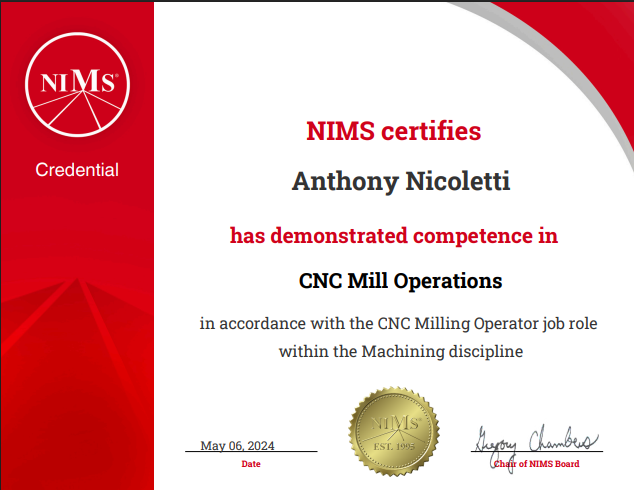 NIMS®
Credential
NIMS certifies
Anthony Nicoletti
has demonstrated competence in
CNC Mill Operations
in accordance with the CNC Milling Operator job role
within the Machining discipline
NIMS
EST. 1995
May 06, 2024
Gregory Chambers
Date
Chair of NIMS Board